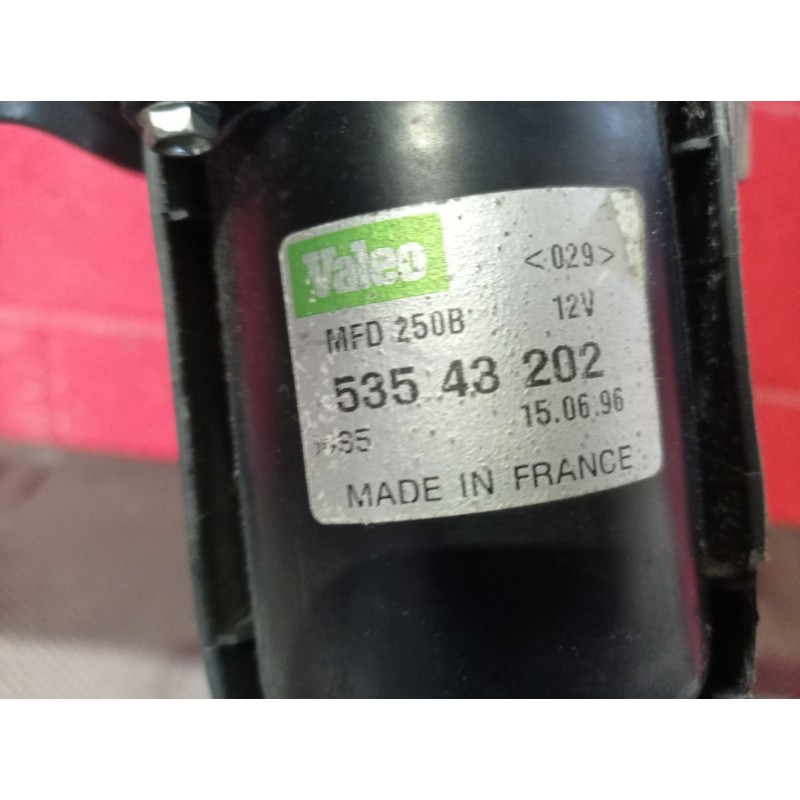 Valeo <029>
MFD 250B 12V
535 43 202
15.06.96
MADE IN FRANCE